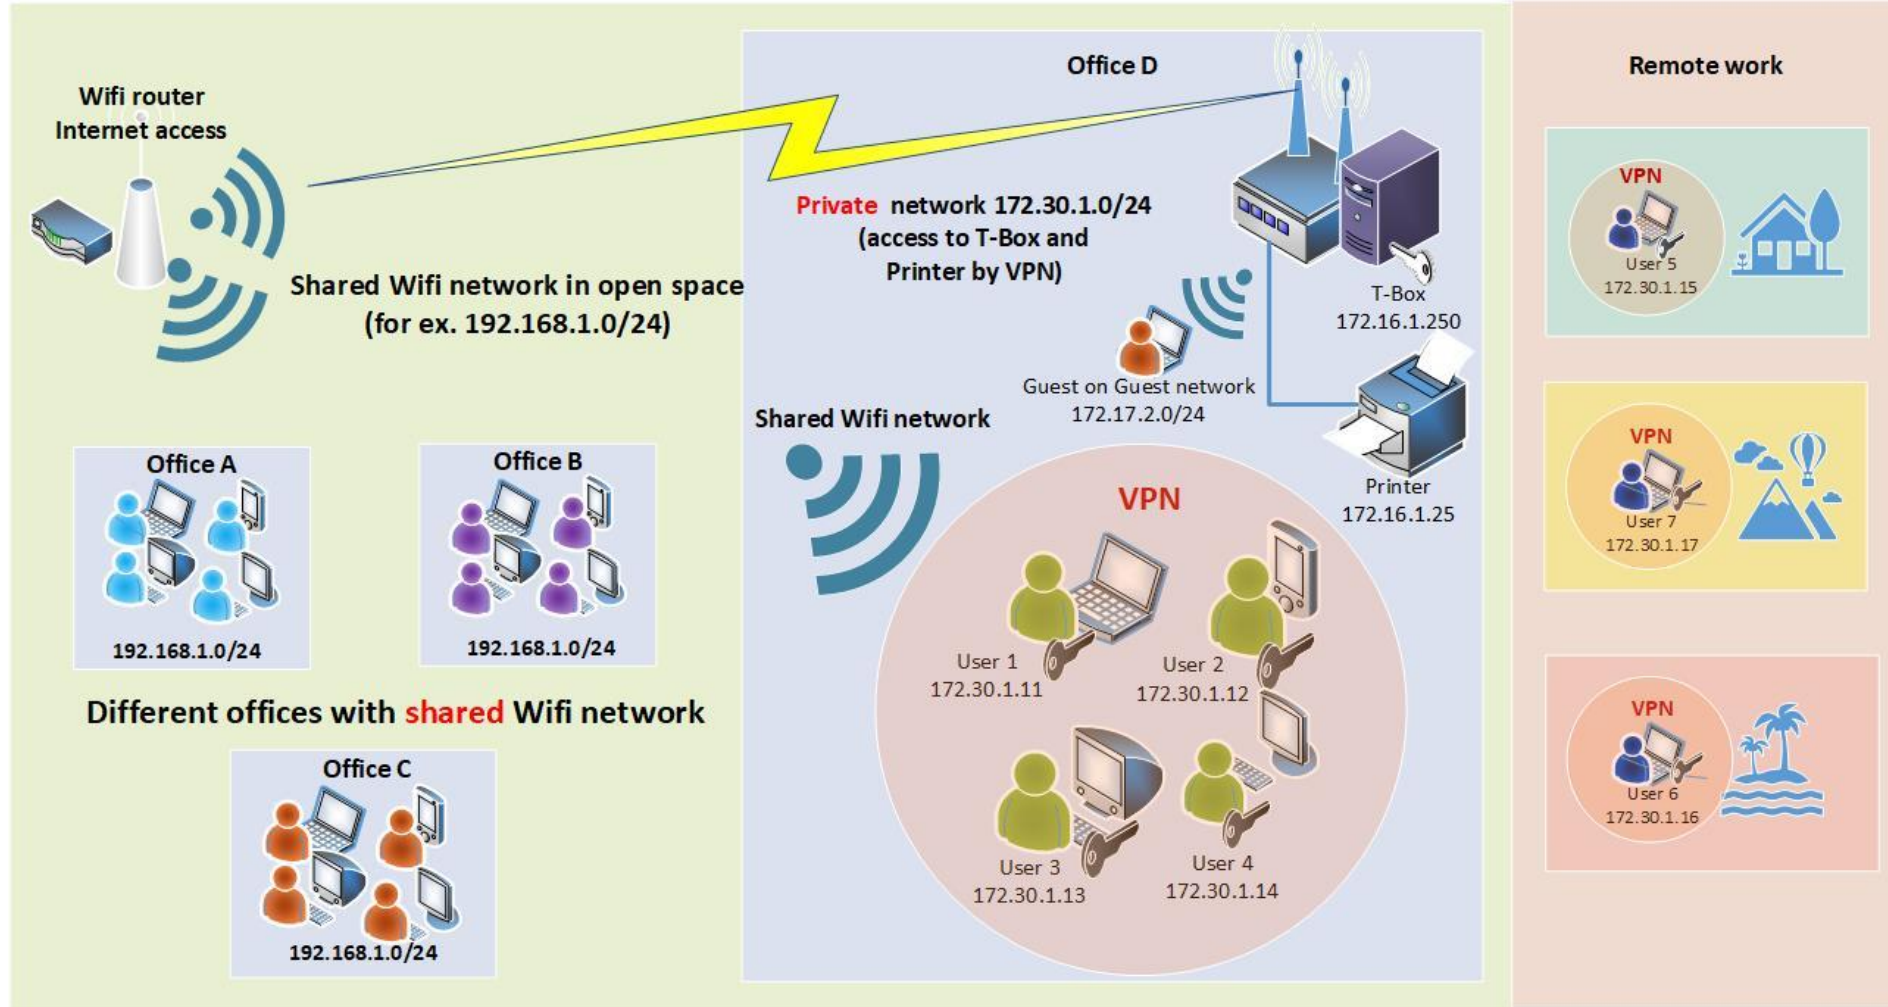 Wifi router
Internet access
Shared Wifi network in open space
(for ex. 192.168.1.0/24)
Office A
192.168.1.0/24
Office B
192.168.1.0/24
Different offices with shared Wifi network
Office C
192.168.1.0/24
Office D
Private network 172.30.1.0/24
(access to T-Box and
Printer by VPN)
T-Box
172.16.1.250
Guest on Guest network
172.17.2.0/24
Shared Wifi network
Printer
172.16.1.25
VPN
User 1
172.30.1.11
User 2
172.30.1.12
User 3
172.30.1.13
User 4
172.30.1.14
Remote work
VPN
User 5
172.30.1.15
VPN
User 7
172.30.1.17
VPN
User 6
172.30.1.16